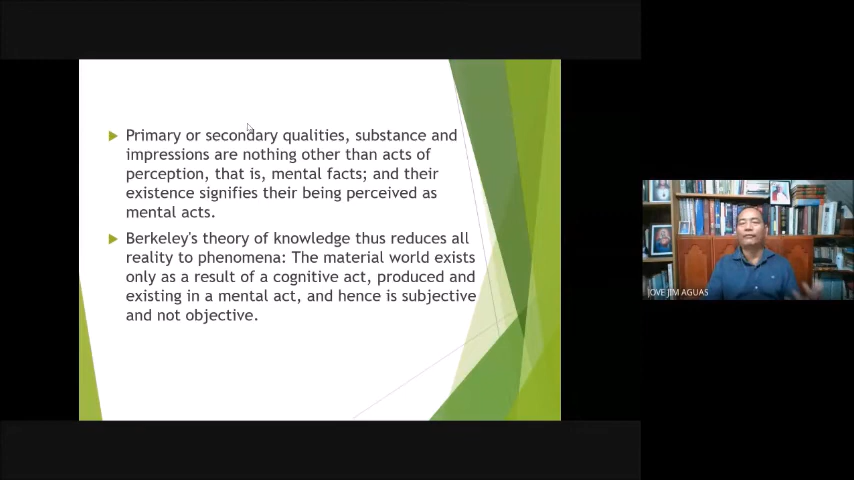 Primary or secondary qualities, substance and
impressions are nothing other than acts of
perception, that is, mental facts; and their
existence signifies their being perceived as
mental acts.
Berkeley's theory of knowledge thus reduces all
reality to phenomena: The material world exists
only as a result of a cognitive act, produced and
existing in a mental act, and hence is subjective
and not objective.
JOVE JIM AGUAS